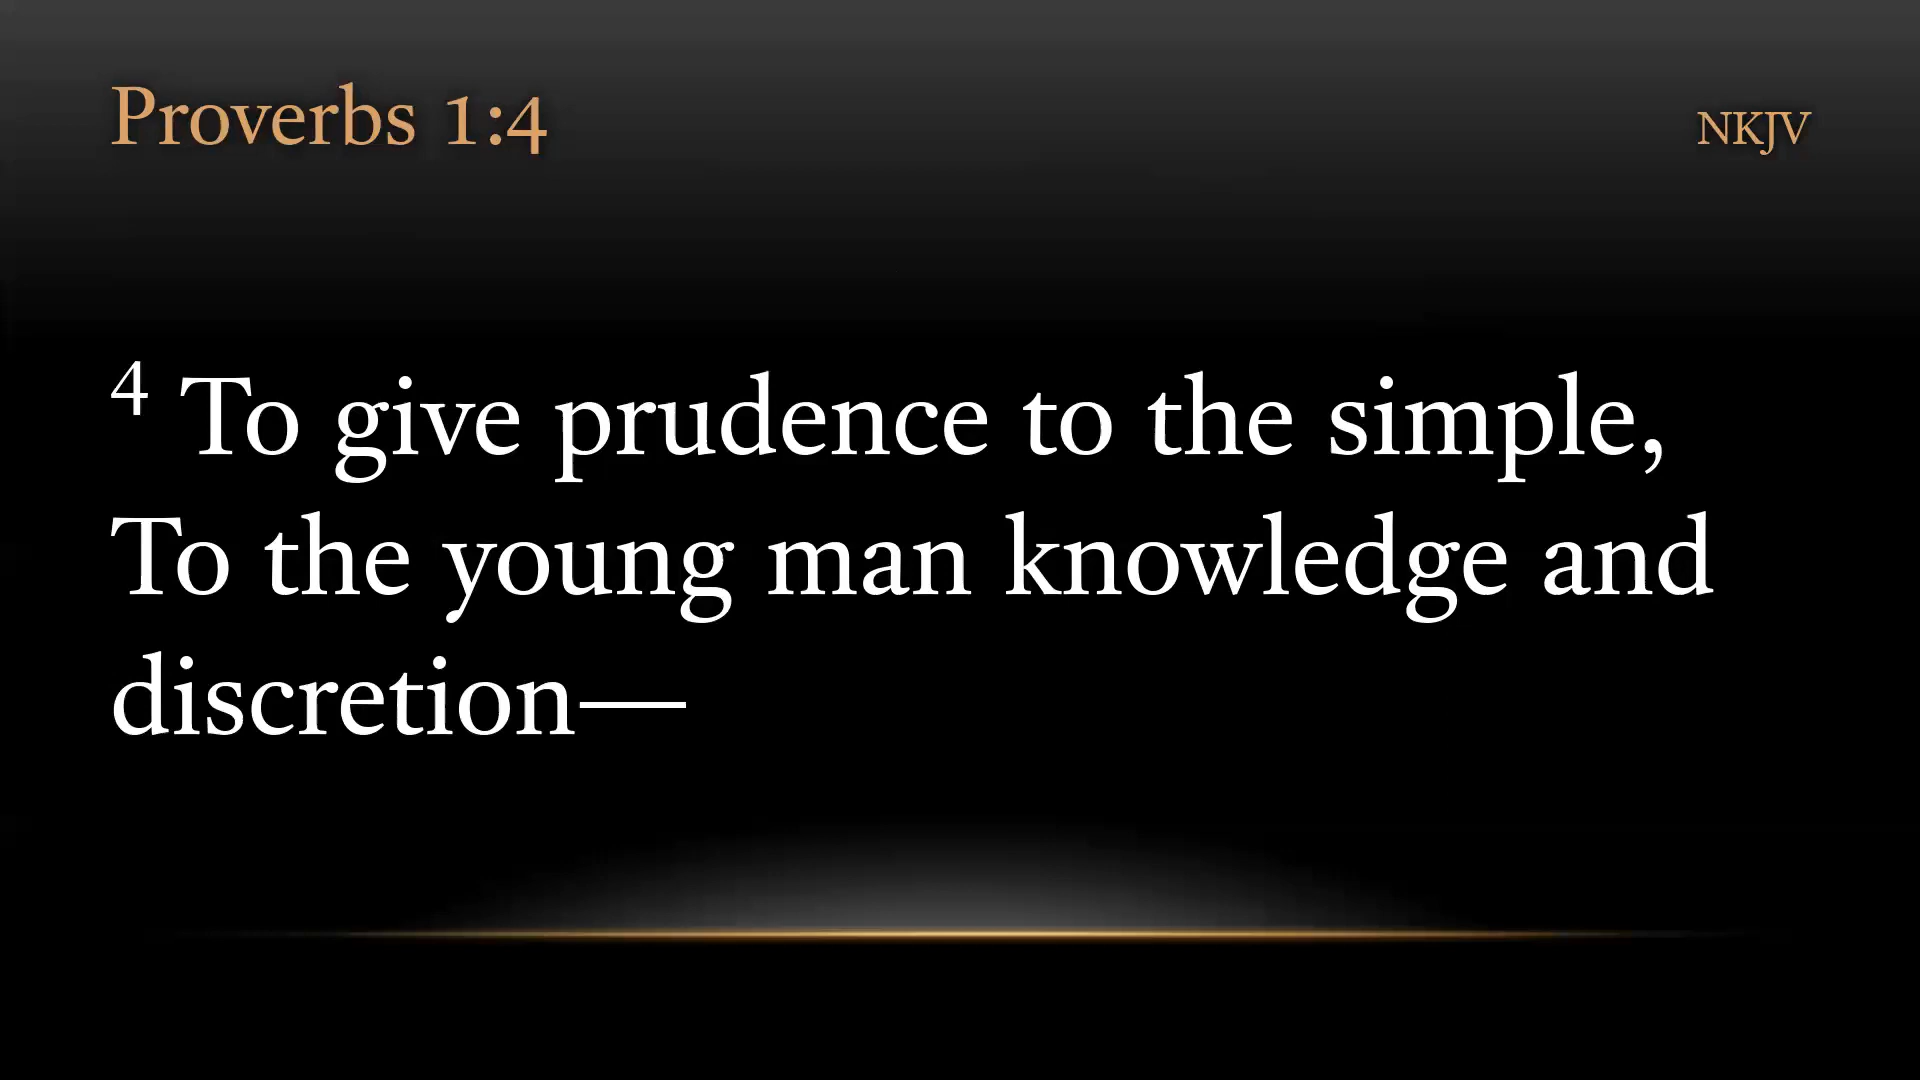 Proverbs 1:4
NKJV
4 To give prudence to the simple,
To the young man knowledge and
discretion—